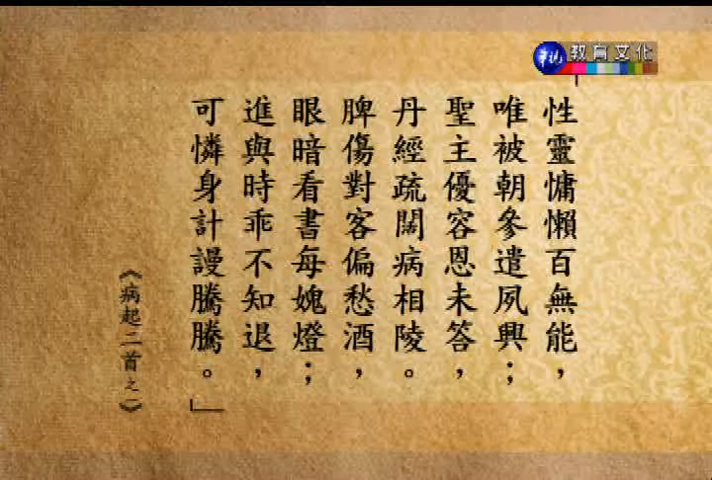 華視 教育文化
「性靈慵懶百無能，
唯被朝參遣夙興；
聖主優容恩未答，
丹經疏闊病相陵。
脾傷對客偏愁酒，
眼暗看書每媿燈；
進與時乖不知退，
可憐身計謾騰騰。」
《病起二首之》